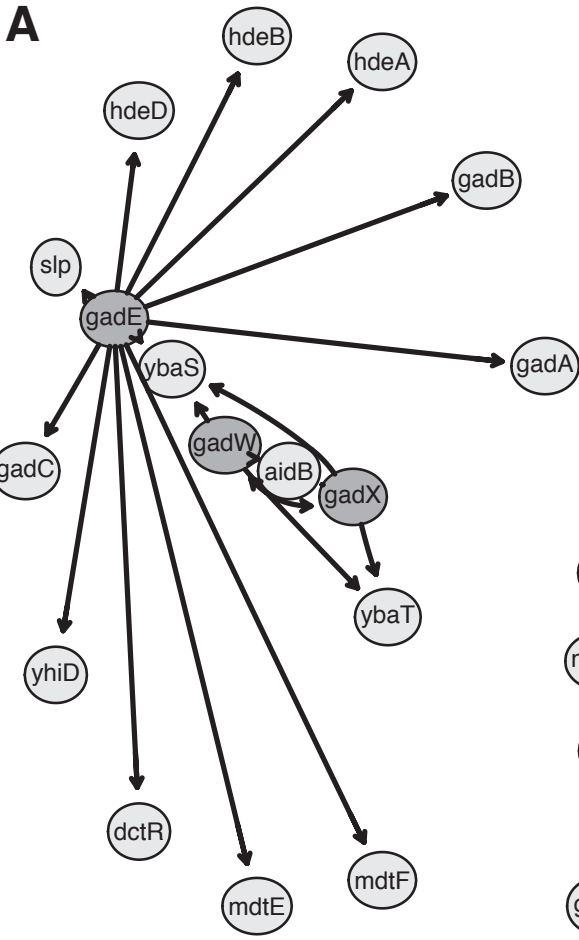 A
hdeB
hdeA
hdeD
gadB
slp
gadE
ybaS
gadA
gadW
gadC
aidB
gadX
ybaT
yhiD
dctR
mdtF
mdtE